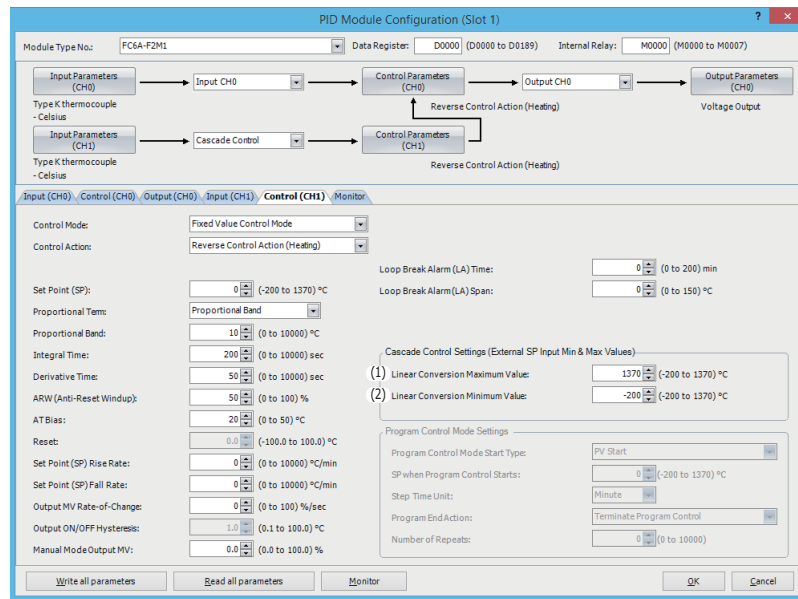 PID Module Configuration (Slot 1)
? x
Module Type No.: FC6A-F2M1 Data Register: D0000 (D0000 to D0189) Internal Relay: M0000 (M0000 to M0007)
Input Parameters (CH0)
Input CH0
Control Parameters (CH0)
Output CH0
Output Parameters (CH0)
Type K thermocouple
- Celsius
Reverse Control Action (Heating)
Voltage Output
Input Parameters (CH1)
Cascade Control
Control Parameters (CH1)
Type K thermocouple
- Celsius
Reverse Control Action (Heating)
Input (CH0) Control (CH0) Output (CH0) Input (CH1) Control (CH1) Monitor
Control Mode: Fixed Value Control Mode
Control Action: Reverse Control Action (Heating)
Set Point (SP): 0 (-200 to 1370) °C
Proportional Term: Proportional Band
Proportional Band: 10 (0 to 10000) °C
Integral Time: 200 (0 to 10000) sec
Derivative Time: 50 (0 to 10000) sec
ARW (Anti-Reset Windup): 50 (0 to 100) %
AT Bias: 20 (0 to 50) °C
Reset: 0.0 (-100.0 to 100.0) °C
Set Point (SP) Rise Rate: 0 (0 to 10000) °C/min
Set Point (SP) Fall Rate: 0 (0 to 10000) °C/min
Output MV Rate-of-Change: 0 (0 to 100) %/sec
Output ON/OFF Hysteresis: 1.0 (0.1 to 100.0) °C
Manual Mode Output MV: 0.0 (0.0 to 100.0) %
Loop Break Alarm (LA) Time: 0 (0 to 200) min
Loop Break Alarm (LA) Span: 0 (0 to 150) °C
Cascade Control Settings (External SP Input Min & Max Values)
(1) Linear Conversion Maximum Value: 1370 (-200 to 1370) °C
(2) Linear Conversion Minimum Value: -200 (-200 to 1370) °C
Program Control Mode Settings
Program Control Mode Start Type: PV Start
SP when Program Control Starts: 0 (-200 to 1370) °C
Step Time Unit: Minute
Program End Action: Terminate Program Control
Number of Repeats: 0 (0 to 10000)
Write all parameters Read all parameters Monitor OK Cancel